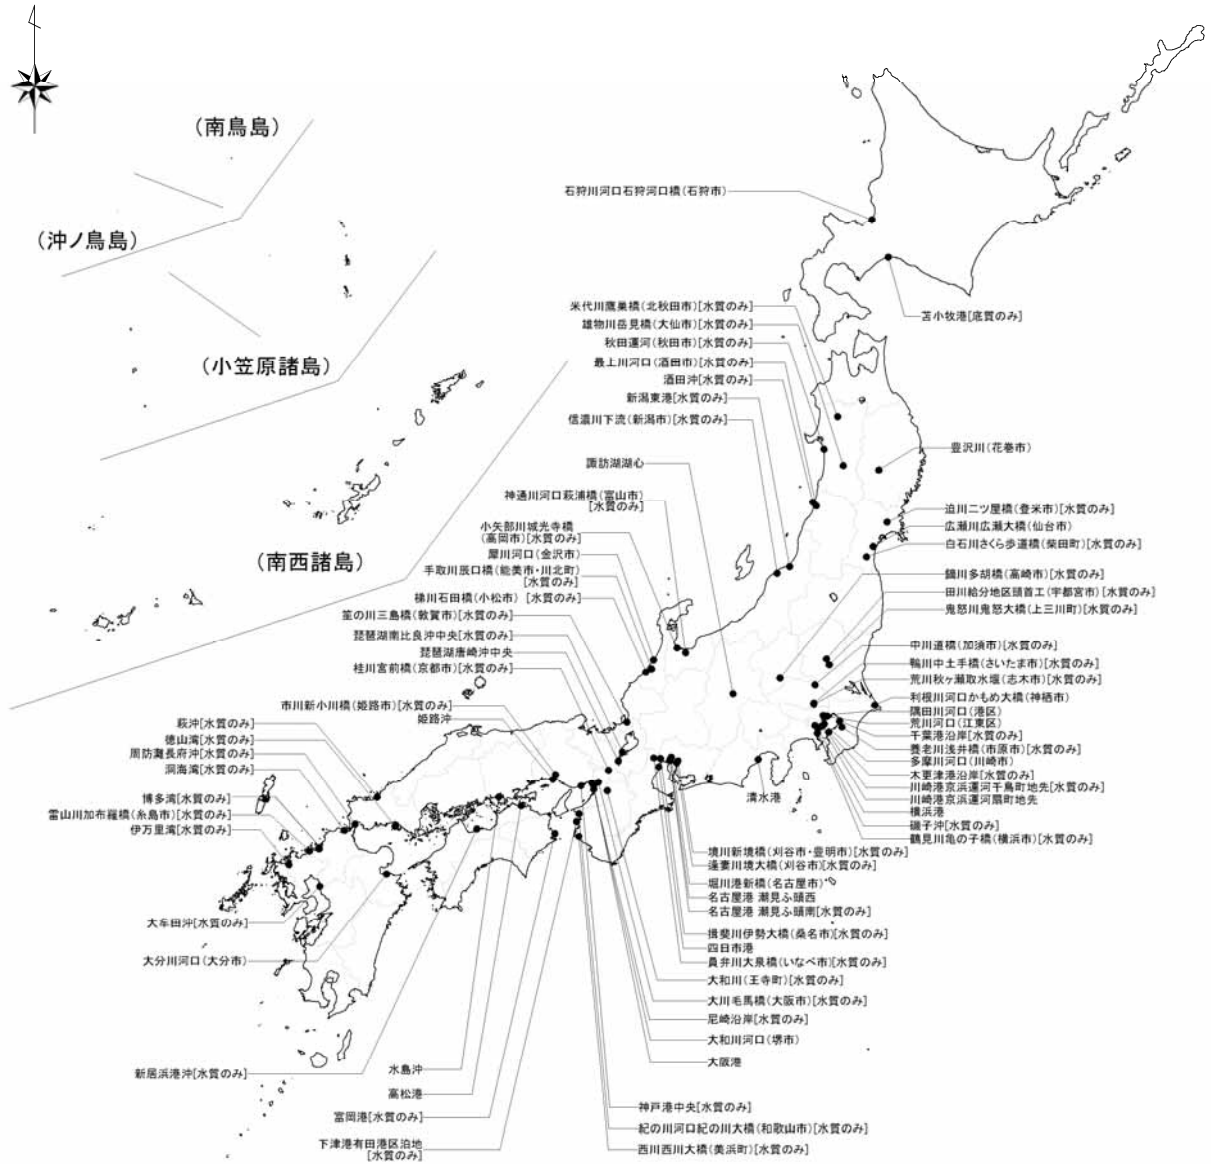 (南鳥島)
(沖ノ鳥島)
(小笠原諸島)
(南西諸島)
石狩川河口石狩河口橋(石狩市)
苫小牧港[底質のみ]
米代川鷹巣橋(北秋田市)[水質のみ]
雄物川岳見橋(大仙市)[水質のみ]
秋田運河(秋田市)[水質のみ]
最上川河口(酒田市)[水質のみ]
酒田沖[水質のみ]
新潟東港[水質のみ]
信濃川下流(新潟市)[水質のみ]
諏訪湖湖心
神通川河口萩浦橋(富山市)
[水質のみ]
小矢部川城光寺橋
(高岡市)[水質のみ]
犀川河口(金沢市)
手取川辰口橋(能美市・川北町)
[水質のみ]
梯川石田橋(小松市) [水質のみ]
笙の川三島橋(敦賀市)[水質のみ]
琵琶湖南比良沖中央[水質のみ]
琵琶湖唐崎沖中央
桂川宮前橋(京都市)[水質のみ]
市川新小川橋(姫路市)[水質のみ]
姫路沖
萩沖[水質のみ]
徳山湾[水質のみ]
周防灘長府沖[水質のみ]
洞海湾[水質のみ]
博多湾[水質のみ]
雷山川加布羅橋(糸島市)[水質のみ]
伊万里湾[水質のみ]
大牟田沖[水質のみ]
大分川河口(大分市)
新居浜港沖[水質のみ]
水島沖
高松港
富岡港[水質のみ]
下津港有田港区泊地
[水質のみ]
豊沢川(花巻市)
迫川二ツ屋橋(登米市)[水質のみ]
広瀬川広瀬大橋(仙台市)
白石川さくら歩道橋(柴田町)[水質のみ]
鏑川多胡橋(高崎市)[水質のみ]
田川給分地区頭首工(宇都宮市)[水質のみ]
鬼怒川鬼怒大橋(上三川町)[水質のみ]
中川道橋(加須市)[水質のみ]
鴨川中土手橋(さいたま市)[水質のみ]
荒川秋ヶ瀬取水堰(志木市)[水質のみ]
利根川河口かもめ大橋(神栖市)
隅田川河口(港区)
荒川河口(江東区)
千葉港沿岸[水質のみ]
養老川浅井橋(市原市)[水質のみ]
多摩川河口(川崎市)
木更津港沿岸[水質のみ]
川崎港京浜運河千鳥町地先[水質のみ]
川崎港京浜運河扇町地先
横浜港
磯子沖[水質のみ]
鶴見川亀の子橋(横浜市)[水質のみ]
清水港
境川新境橋(刈谷市・豊明市)[水質のみ]
逢妻川境大橋(刈谷市)[水質のみ]
堀川港新橋(名古屋市)
名古屋港 潮見ふ頭西
名古屋港 潮見ふ頭南[水質のみ]
揖斐川伊勢大橋(桑名市)[水質のみ]
四日市港
員弁川大泉橋(いなべ市)[水質のみ]
大和川(王寺町)[水質のみ]
大川毛馬橋(大阪市)[水質のみ]
尼崎沿岸[水質のみ]
大和川河口(堺市)
大阪港
神戸港中央[水質のみ]
紀の川河口紀の川大橋(和歌山市)[水質のみ]
西川西川大橋(美浜町)[水質のみ]